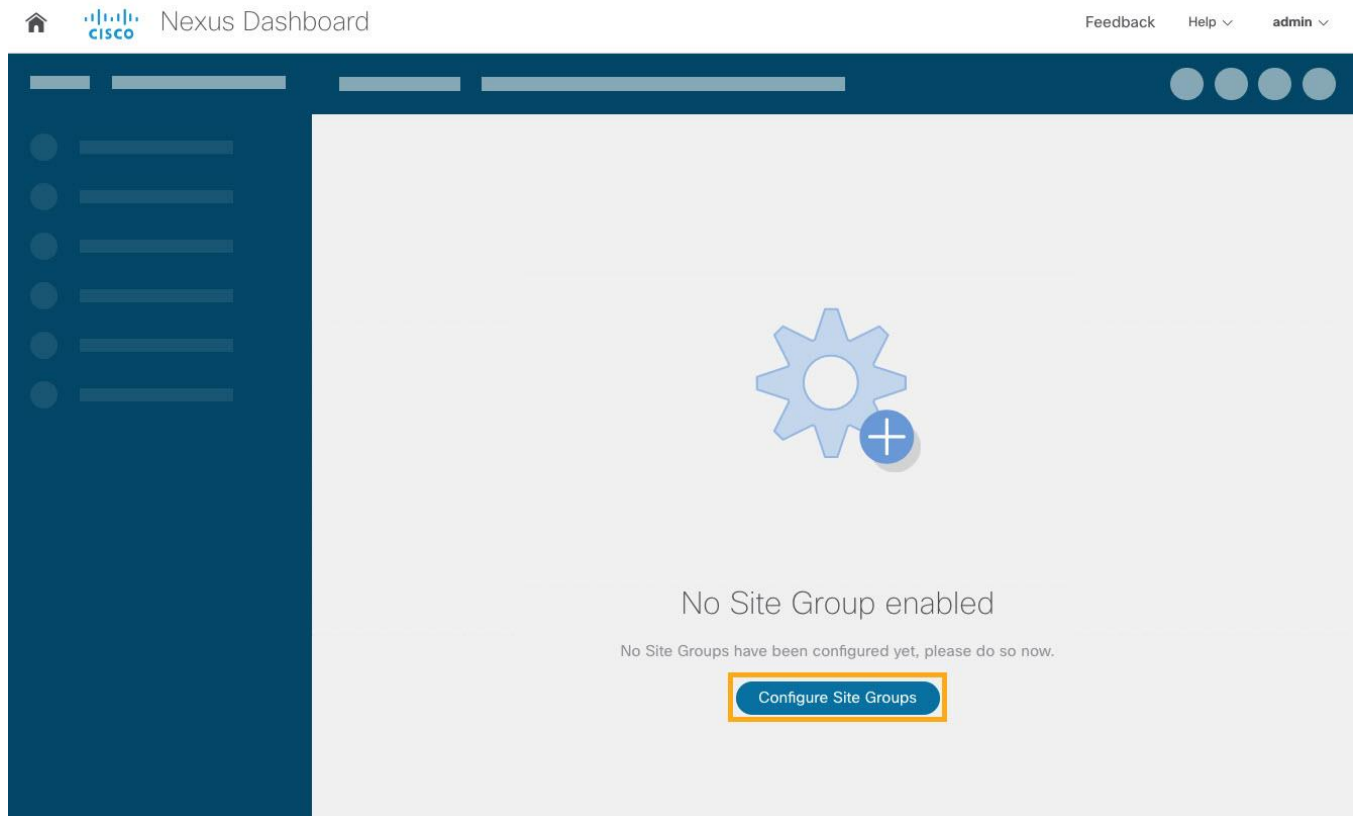 CISCO Nexus Dashboard Feedback Help admin
No Site Group enabled
No Site Groups have been configured yet, please do so now.
Configure Site Groups